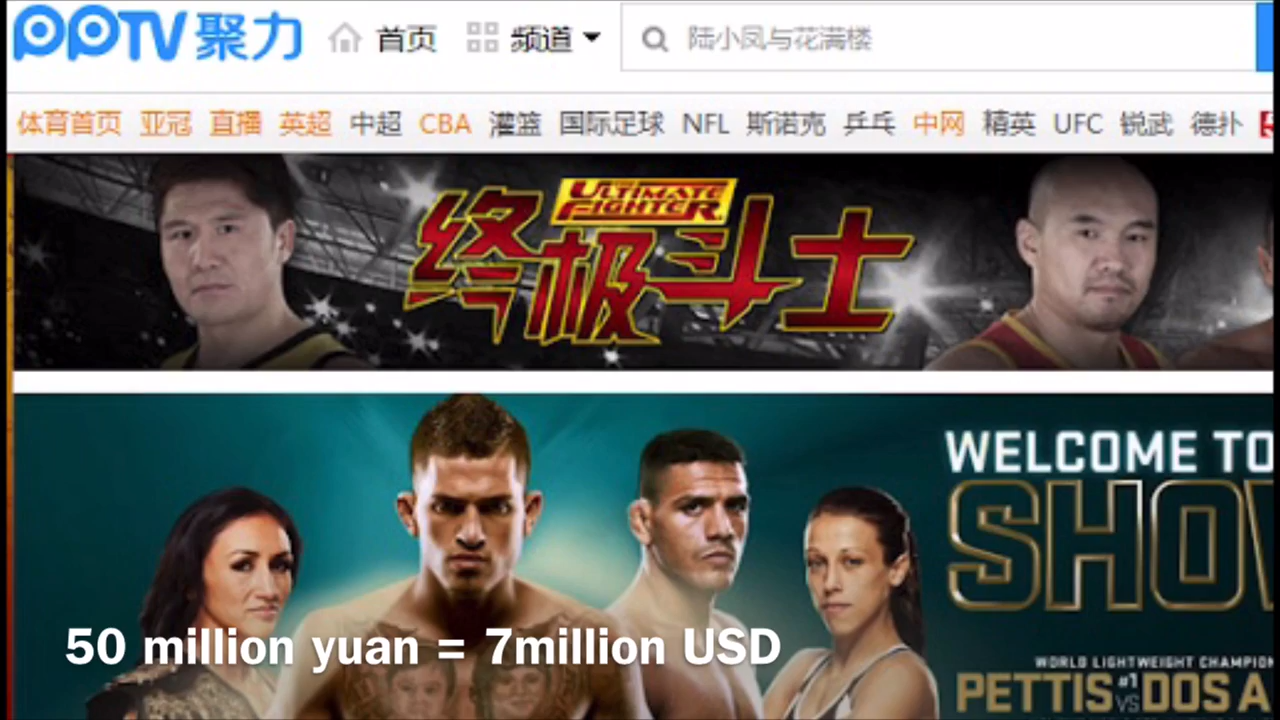 PPTV聚力 首页 频道 陆小凤与花满楼
体育首页 亚冠 直播 英超 中超 CBA 灌篮 国际足球 NFL 斯诺克 乒乓 中网 精英 UFC 锐武 德扑
ULTIMATE
FIGHTER
终极斗士
WELCOME TO
SHOW
50 million yuan = 7million USD
WORLD LIGHTWEIGHT CHAMPION
PETTIS VS #1 DOS A